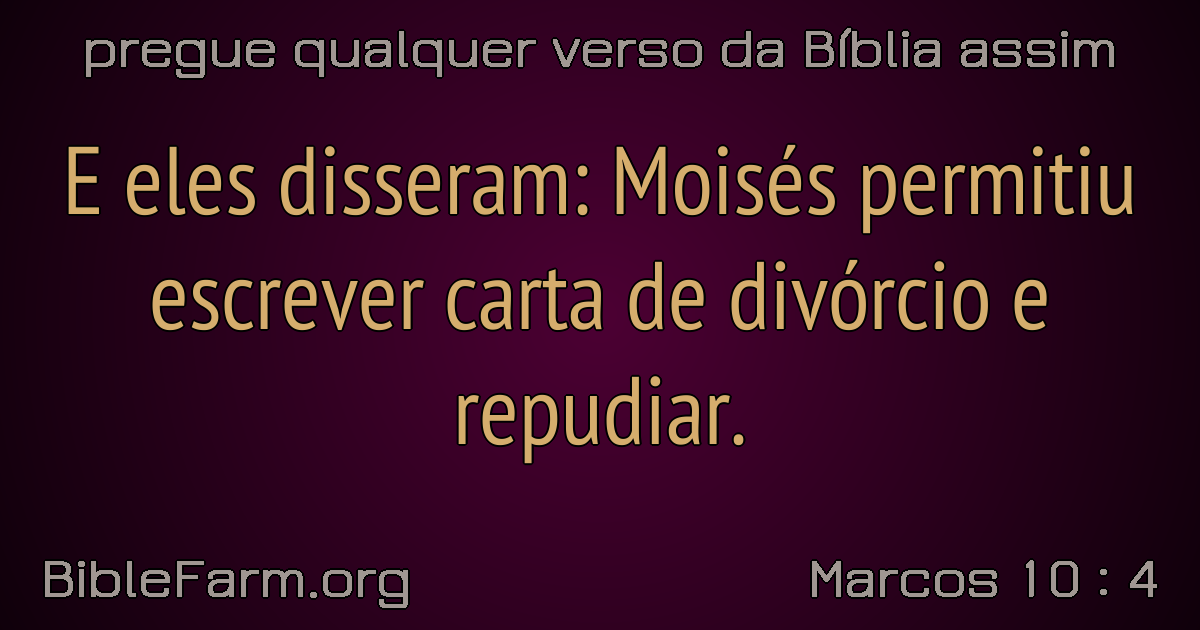 pregue qualquer verso da Bíblia assim
E eles disseram: Moisés permitiu
escrever carta de divórcio e
repudiar.
BibleFarm.org
Marcos 10 : 4